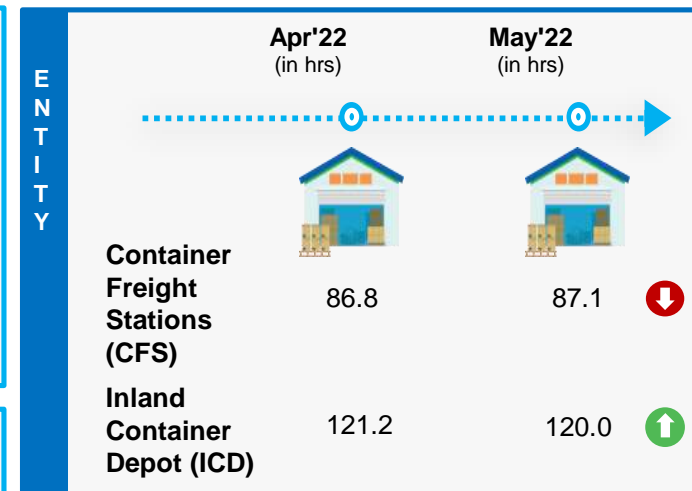 ENTITY
Apr'22
(in hrs)
May'22
(in hrs)
Container
Freight
Stations
(CFS)
86.8
87.1
Inland
Container
Depot (ICD)
121.2
120.0